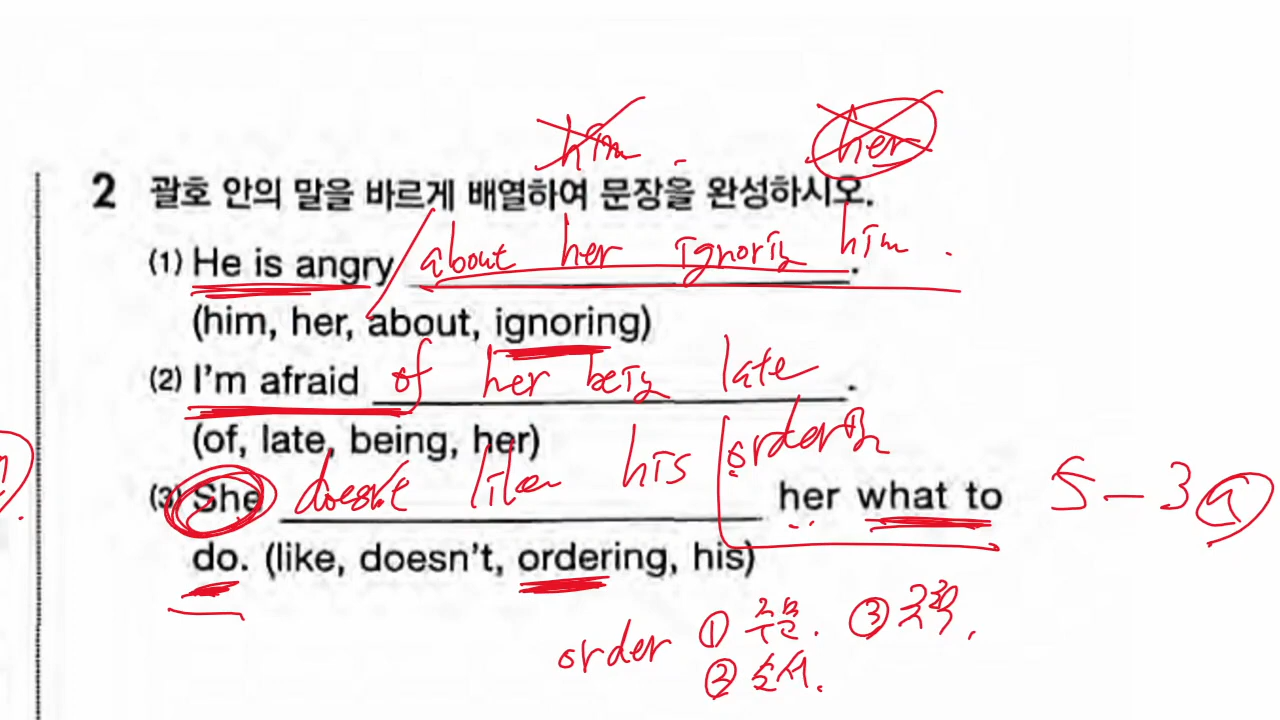 him . her
2 괄호 안의 말을 바르게 배열하여 문장을 완성하시오.
(1) He is angry about her ignoring him .
(him, her, about, ignoring)
(2) I'm afraid of her being late .
(of, late, being, her)
(3) She doesn't like his ordering her what to 5-3 a
do. (like, doesn't, ordering, his)
order ① 주문. ③
② 순서.